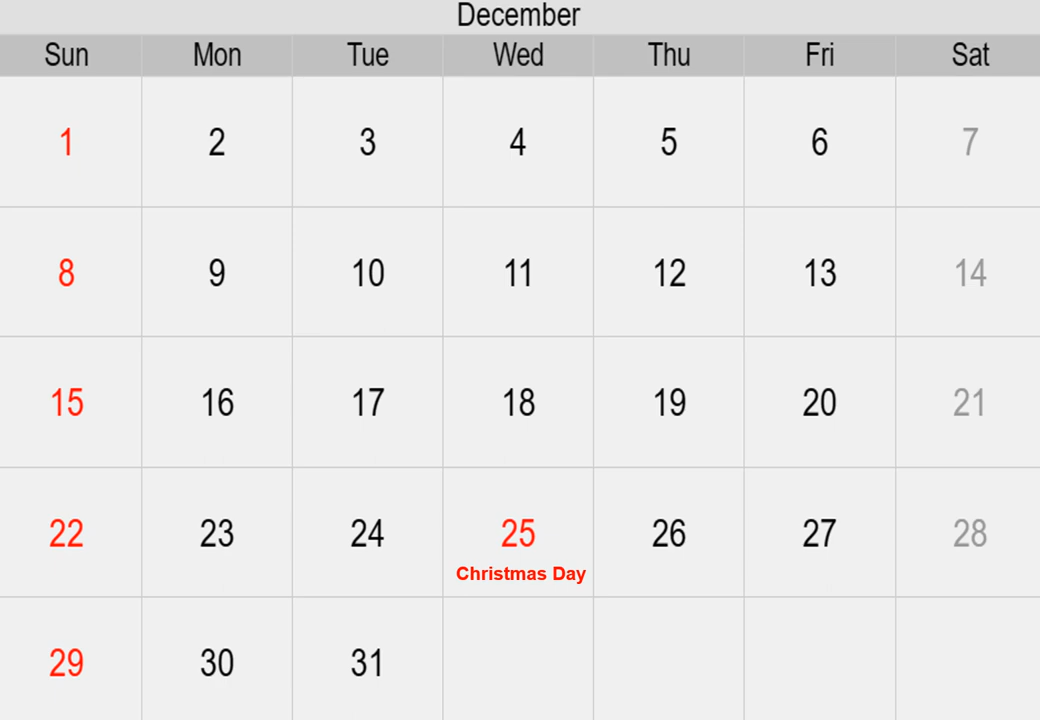 December
Sun Mon Tue Wed Thu Fri Sat
1 2 3 4 5 6 7
8 9 10 11 12 13 14
15 16 17 18 19 20 21
22 23 24 25 26 27 28
Christmas Day
29 30 31